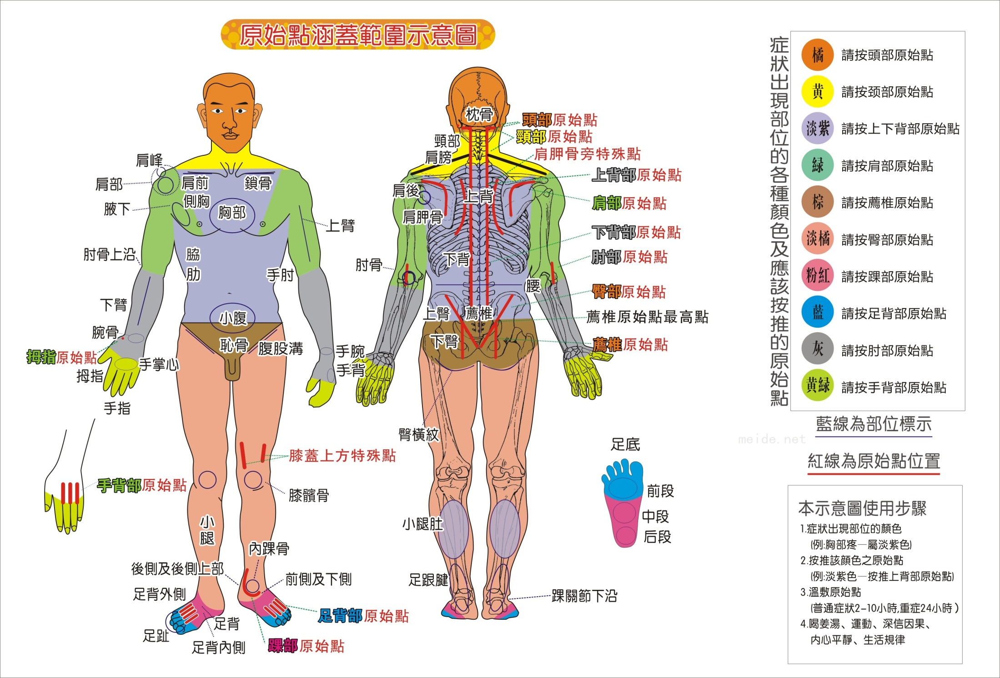 原始點涵蓋範圍示意圖
肩峰
肩部
腋下
肩前
側胸
鎖骨
胸部
上臂
肘骨上沿
脇
肋
手肘
下臂
小腹
腕骨
恥骨
腹股溝
手腕
手背
拇指原始點
手掌心
拇指
手指
手背部原始點
膝蓋上方特殊點
膝髕骨
小
腿
內踝骨
後側及後側上部
前側及下側
足背外側
足背部原始點
足背
足趾
足背內側
踝部原始點
枕骨
頭部原始點
頸部原始點
頸部
肩膀
肩胛骨旁特殊點
上背部原始點
肩後
上背
肩部原始點
肩胛骨
下背部原始點
下背
肘部原始點
肘骨
腰
臀部原始點
上臀
薦椎
薦椎原始點最高點
下臀
薦椎原始點
臀橫紋
小腿肚
足跟腱
踝關節下沿
足底
前段
中段
后段
症狀出現部位的各種顏色及應該按推的原始點
橘 請按頭部原始點
黄 請按颈部原始點
淡紫 請按上下背部原始點
緑 請按肩部原始點
棕 請按薦椎原始點
淡橘 請按臀部原始點
粉紅 請按踝部原始點
藍 請按足背部原始點
灰 請按肘部原始點
黄緑 請按手背部原始點
藍線為部位標示
meide.net
紅線為原始點位置
本示意圖使用步驟
1.症狀出現部位的顏色
(例:胸部疼—屬淡紫色)
2.按推該顔色之原始點
(例:淡紫色—按推上背部原始點)
3.溫敷原始點
(普通症狀2-10小時,重症24小時)
4.喝姜湯、運動、深信因果、
內心平靜、生活規律